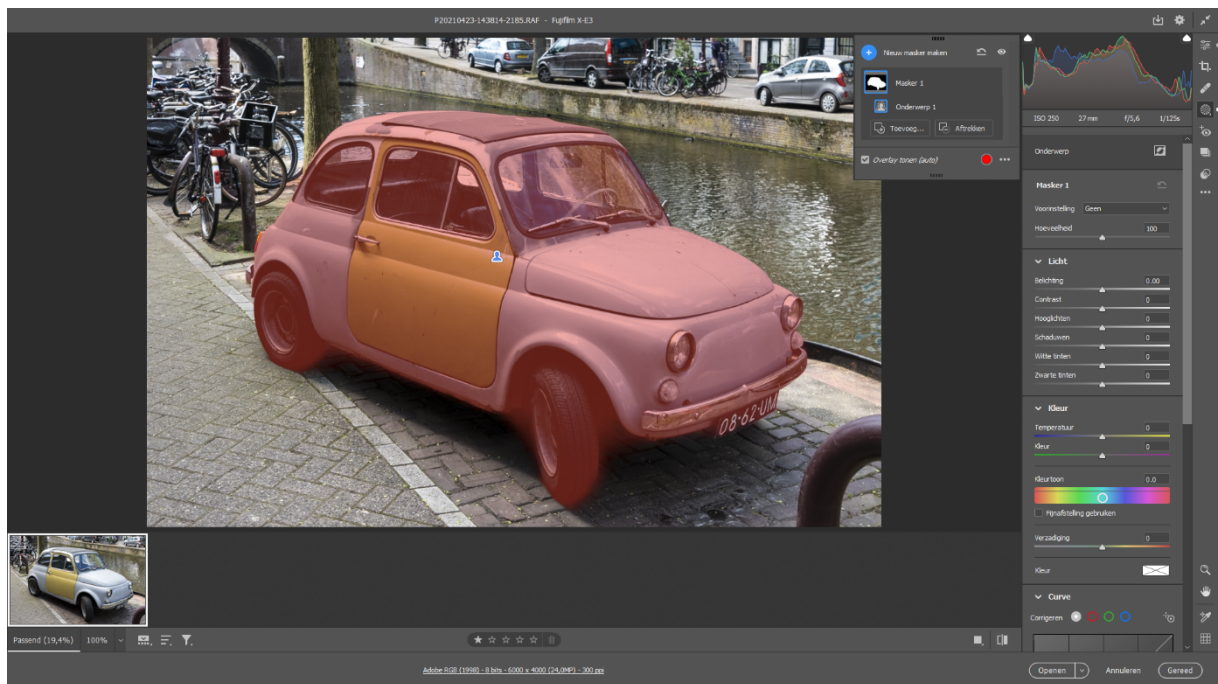 P20210423-143814-2185.RAF - Fujifilm X-E3
Nieuw masker maken
Masker 1
Onderwerp 1
Toevoeg... Aftrekken
Overlay tonen (auto)
08-62-UM
ISO 250 27 mm f/5,6 1/125s
Onderwerp
Masker 1
Voorinstelling Geen
Hoeveelheid 100
Licht
Belichting 0.00
Contrast 0
Hooglichten 0
Schaduwen 0
Witte tinten 0
Zwarte tinten 0
Kleur
Temperatuur 0
Kleur 0
Kleurtoon 0.0
Fijnafstelling gebruiken
Verzadiging 0
Kleur
Curve
Corrigeren
Passend (19,4%) 100%
Adobe RGB (1998) - 8 bits - 6000 x 4000 (24,0MP) - 300 ppi
Openen Annuleren Gereed